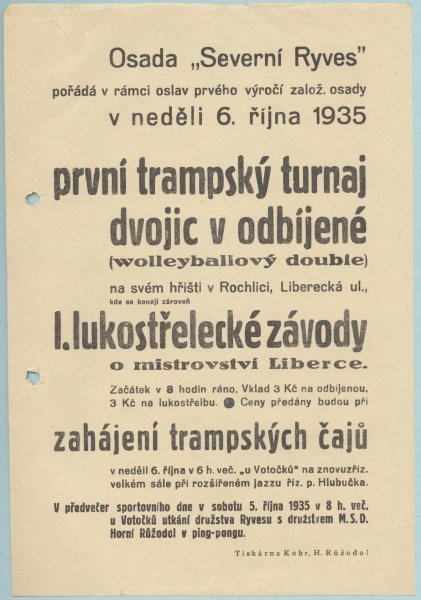 Osada „Severní Ryves”
pořádá v rámci oslav prvého výročí založ. osady
v neděli 6. října 1935
první trampský turnaj
dvojic v odbíjené
(wolleyballový double)
na svém hřišti v Rochlici, Liberecká ul.,
kde se konají zároveň
I. lukostřelecké závody
o mistrovství Liberce.
Začátek v 8 hodin ráno. Vklad 3 Kč na odbíjenou,
3 Kč na lukostřelbu. ● Ceny předány budou při
zahájení trampských čajů
v neděli 6. října v 6 h. več. „u Votočků” na znovuzříz.
velkém sále při rozšířeném jazzu říz. p. Hlubučka.
V předvečer sportovního dne v sobotu 5. října 1935 v 8 h. več.
u Votočků utkání družstva Ryvesu s družstvem M. S. D.
Horní Růžodol v ping-pongu.
Tiskárna Kobr, H. Růžodol